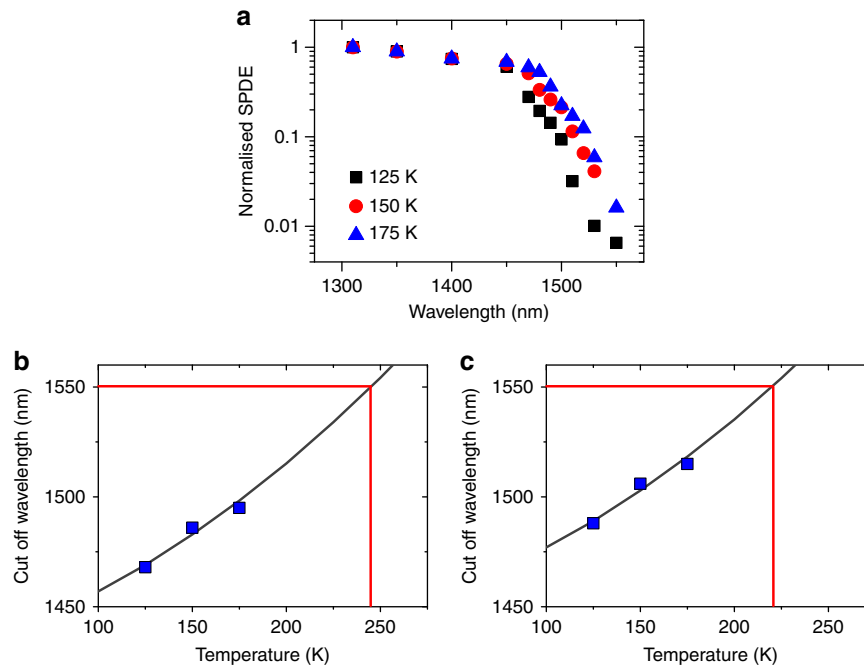 a
1
0.1
0.01
Normalised SPDE
125 K
150 K
175 K
1300 1400 1500
Wavelength (nm)
b
1550
1500
1450
Cut off wavelength (nm)
100 150 200 250
Temperature (K)
c
1550
1500
1450
Cut off wavelength (nm)
100 150 200 250
Temperature (K)